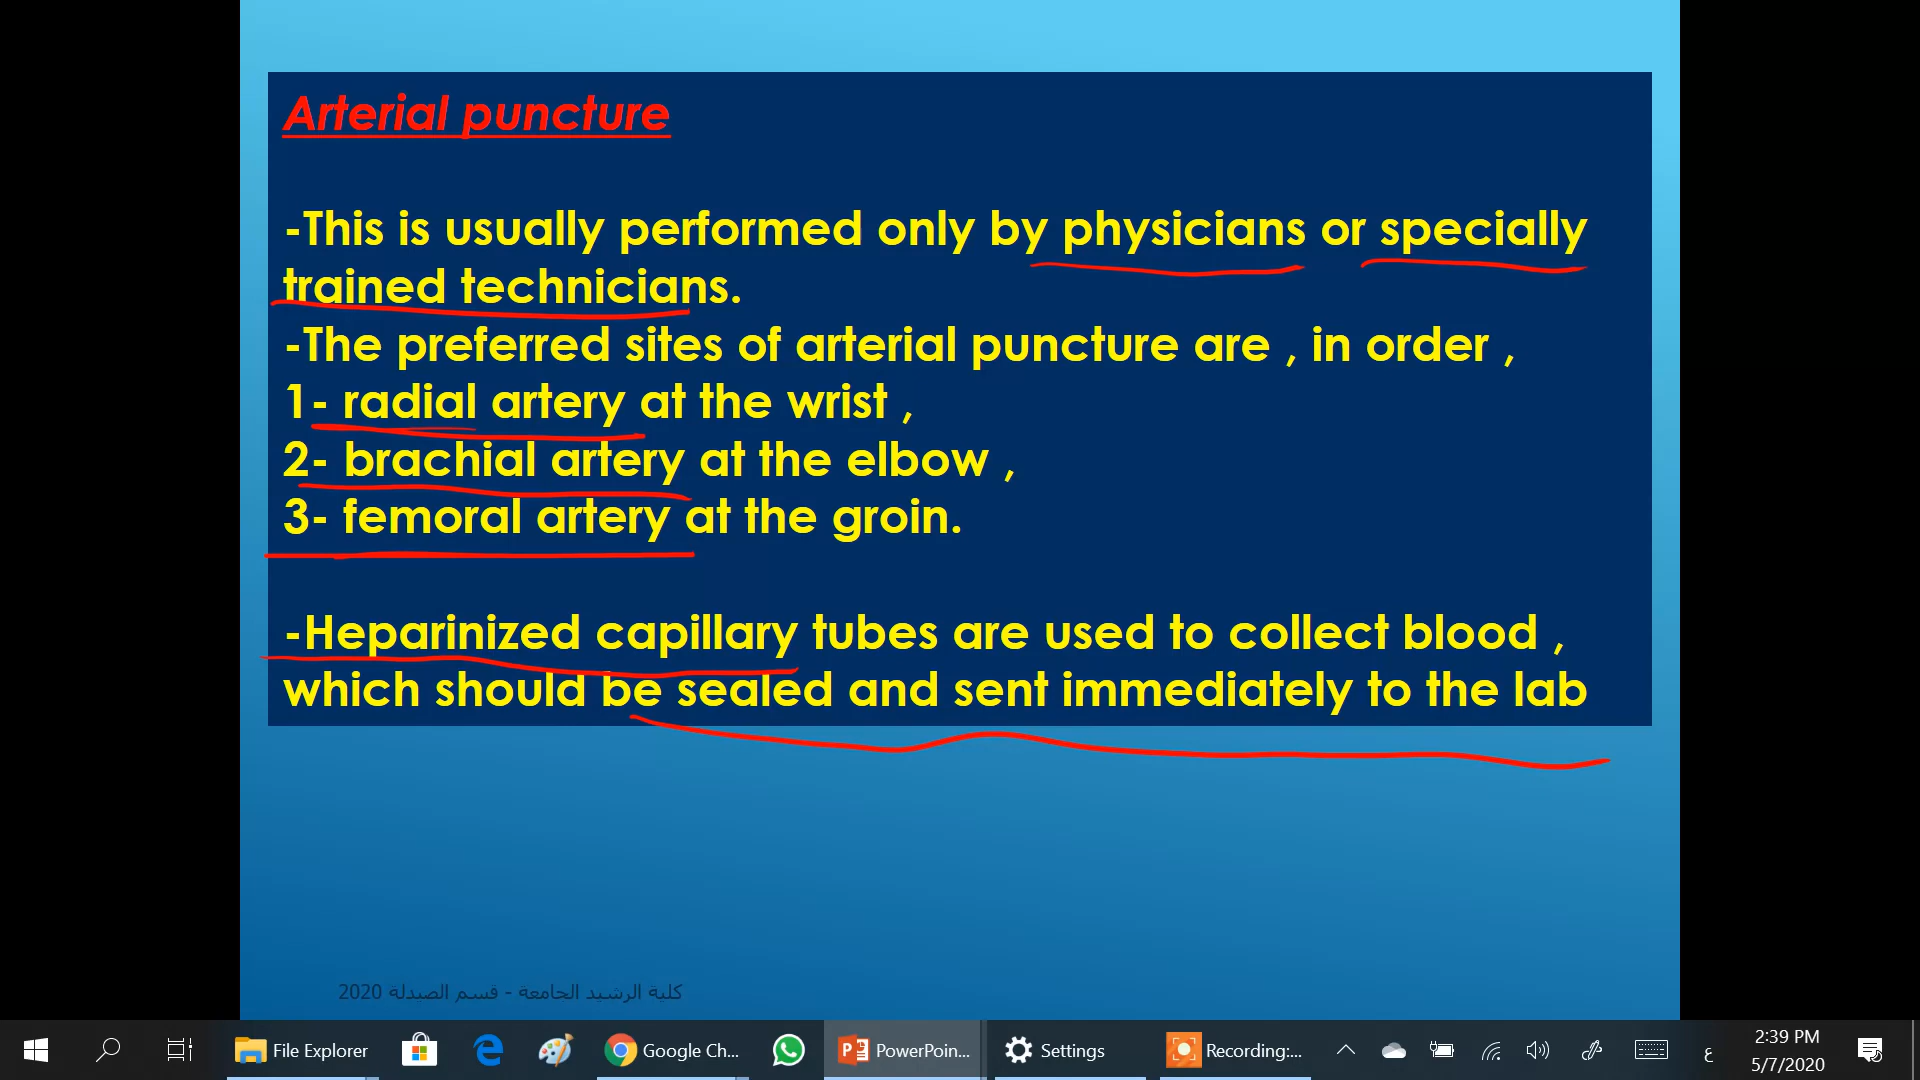 Arterial puncture
-This is usually performed only by physicians or specially
trained technicians.
-The preferred sites of arterial puncture are , in order ,
1- radial artery at the wrist ,
2- brachial artery at the elbow ,
3- femoral artery at the groin.
-Heparinized capillary tubes are used to collect blood ,
which should be sealed and sent immediately to the lab
كلية الرشيد الجامعة - قسم الصيدلة 2020
File Explorer
Google Ch...
PowerPoin...
Settings
Recording:...
ع
2:39 PM
5/7/2020